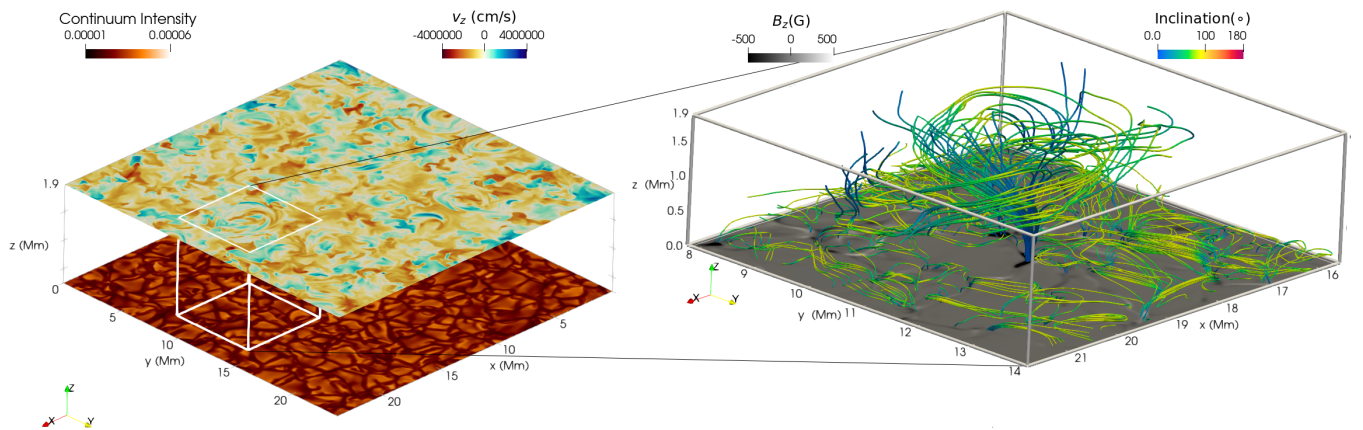 Continuum Intensity
0.00001 0.00006
v_z (cm/s)
-4000000 0 4000000
B_z(G)
-500 0 500
Inclination(∘)
0.0 100 180
1.9
z (Mm)
0
5
10
y (Mm)
15
20
5
10
x (Mm)
15
20
Z
X
Y
1.9
1.5
z (Mm)
1.0
0.5
0.0
8
9
10
y (Mm)
11
12
13
14
16
17
18
x (Mm)
19
20
21
Z
X
Y